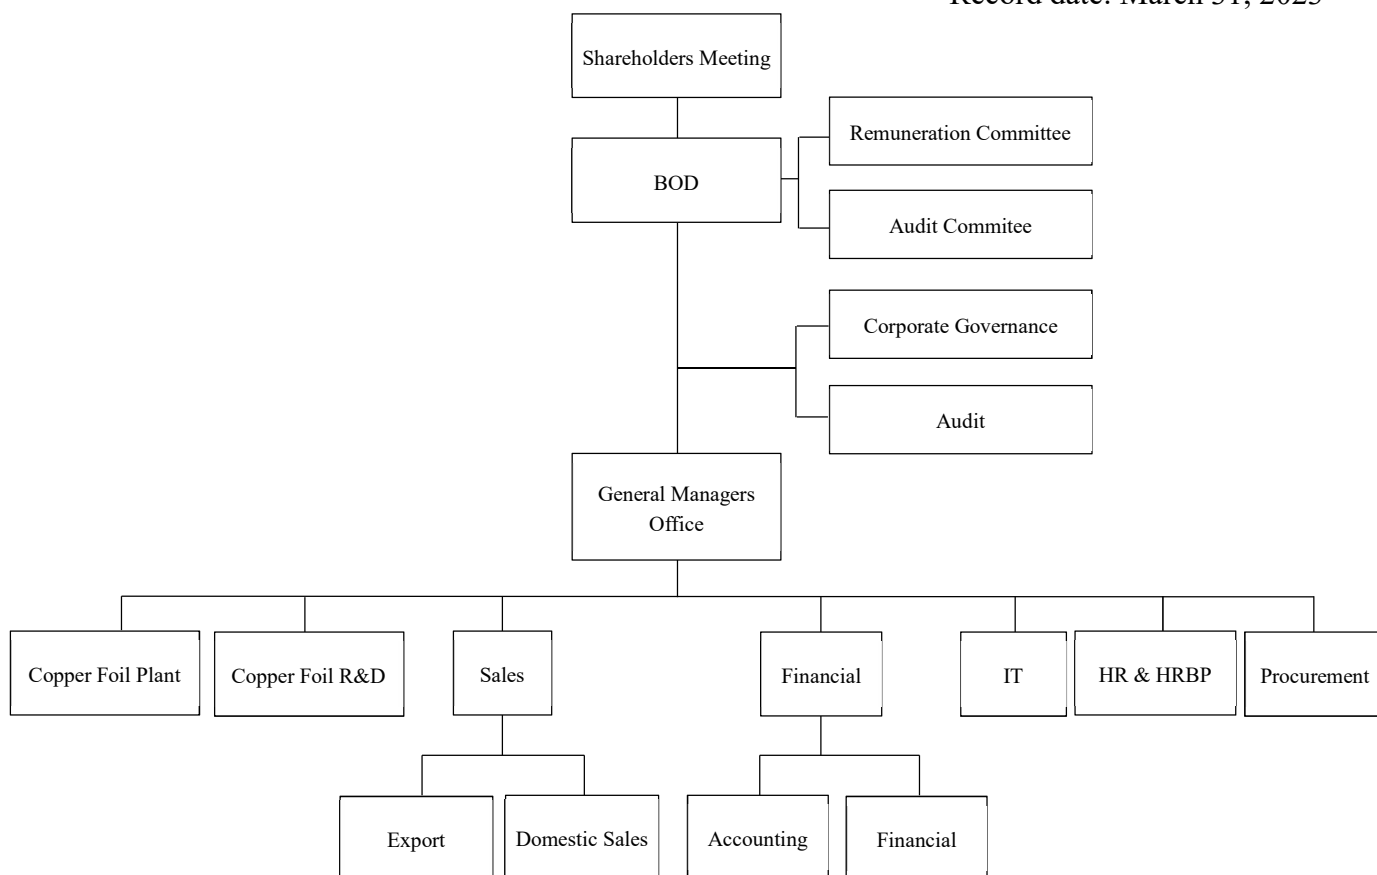 Record date: March 31, 2023
Shareholders Meeting
Remuneration Committee
BOD
Audit Commitee
Corporate Governance
Audit
General Managers
Office
Copper Foil Plant
Copper Foil R&D
Sales
Financial
IT
HR & HRBP
Procurement
Export
Domestic Sales
Accounting
Financial